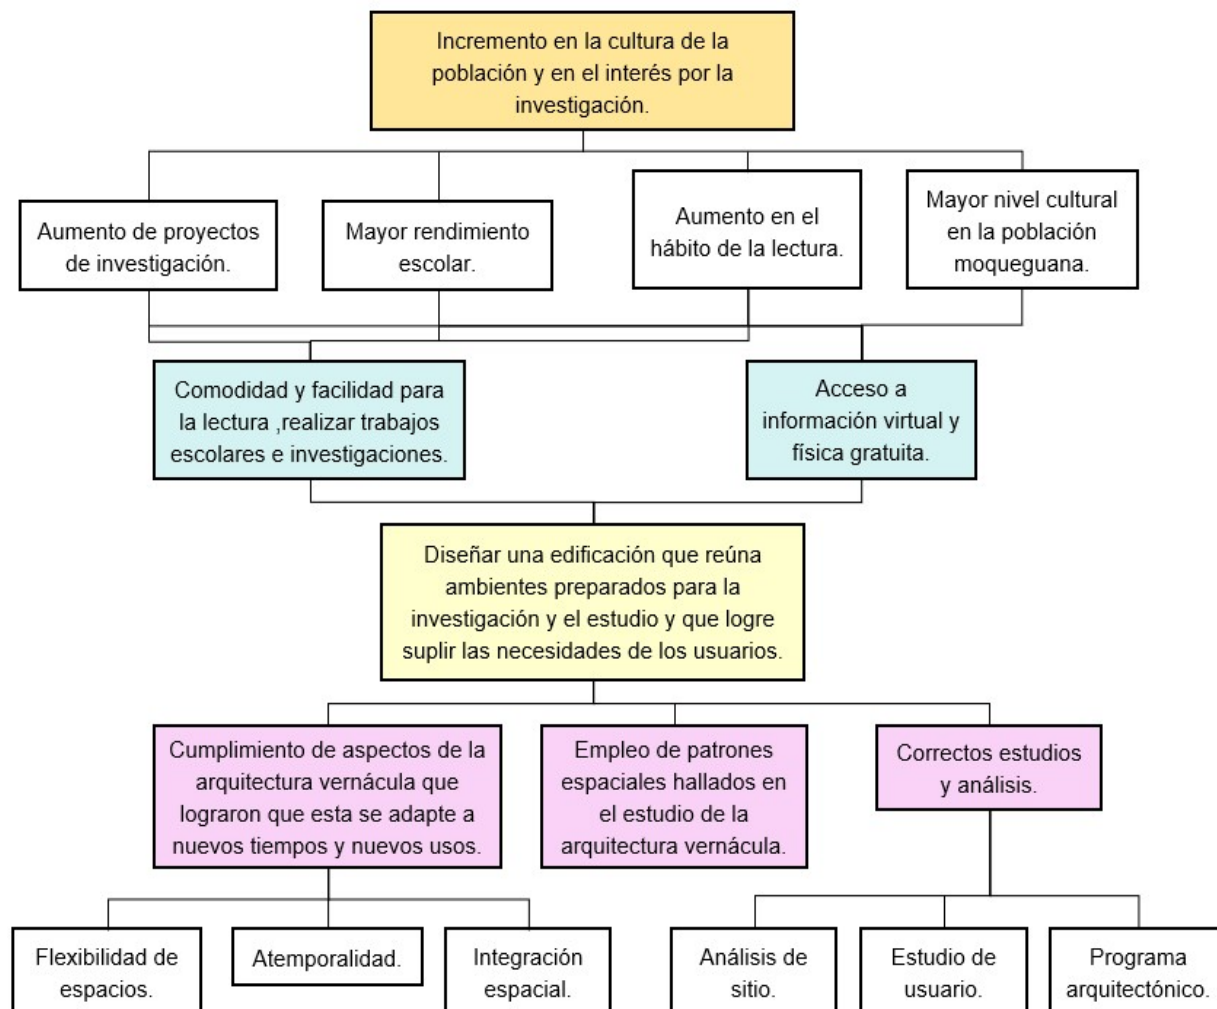 Incremento en la cultura de la
población y en el interés por la
investigación.
Aumento de proyectos
de investigación.
Mayor rendimiento
escolar.
Aumento en el
hábito de la lectura.
Mayor nivel cultural
en la población
moqueguana.
Comodidad y facilidad para
la lectura ,realizar trabajos
escolares e investigaciones.
Acceso a
información virtual y
física gratuita.
Diseñar una edificación que reúna
ambientes preparados para la
investigación y el estudio y que logre
suplir las necesidades de los usuarios.
Cumplimiento de aspectos de la
arquitectura vernácula que
lograron que esta se adapte a
nuevos tiempos y nuevos usos.
Empleo de patrones
espaciales hallados en
el estudio de la
arquitectura vernácula.
Correctos estudios
y análisis.
Flexibilidad de
espacios.
Atemporalidad.
Integración
espacial.
Análisis de
sitio.
Estudio de
usuario.
Programa
arquitectónico.